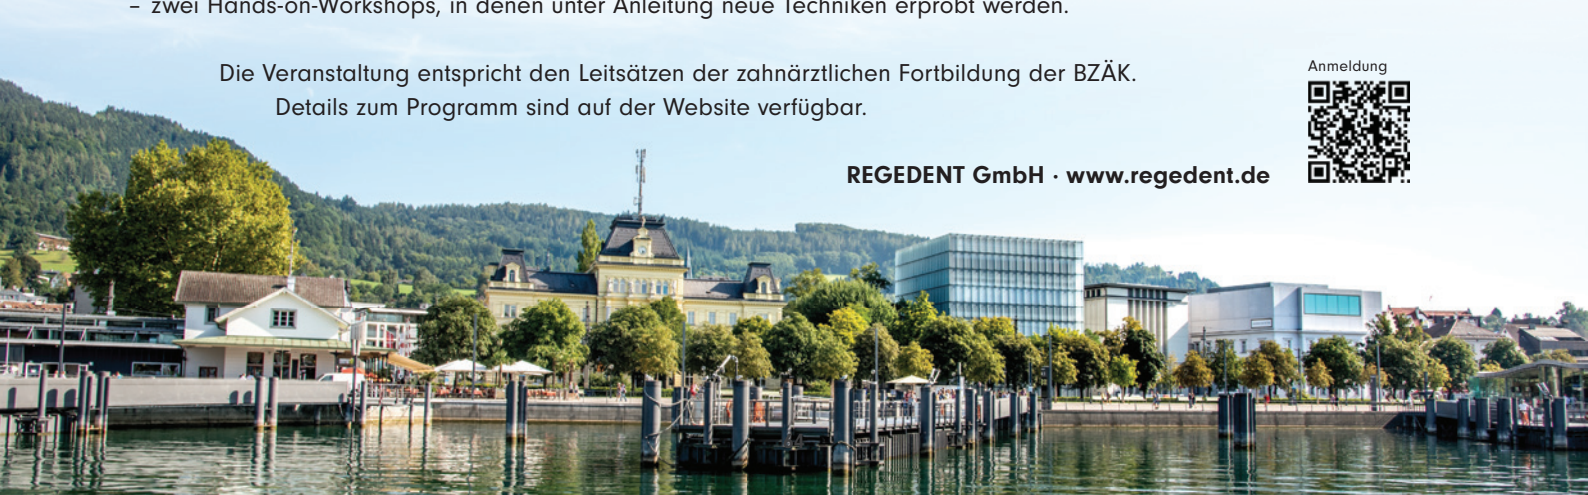 – zwei Hands-on-Workshops, in denen unter Anleitung neue Techniken erprobt werden.
Die Veranstaltung entspricht den Leitsätzen der zahnärztlichen Fortbildung der BZÄK.
Details zum Programm sind auf der Website verfügbar.
Anmeldung
REGEDENT GmbH · www.regedent.de